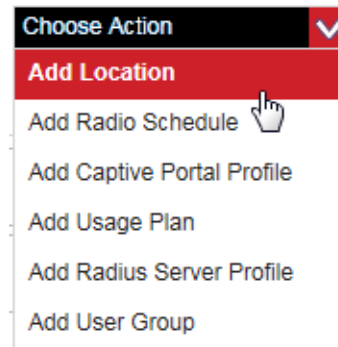 Choose Action
Add Location
Add Radio Schedule
Add Captive Portal Profile
Add Usage Plan
Add Radius Server Profile
Add User Group